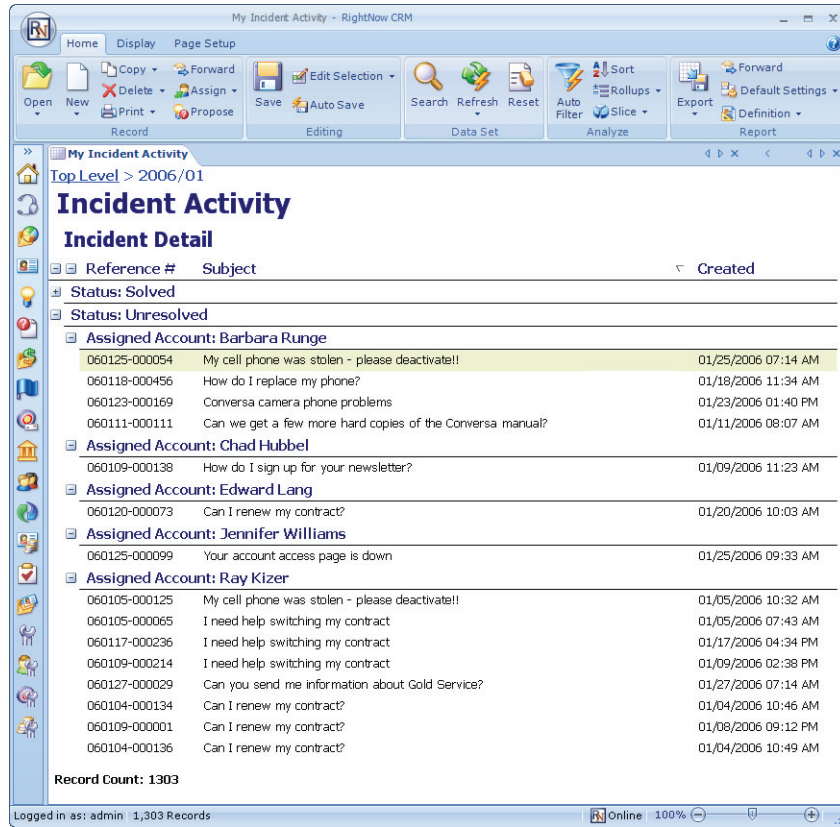 My Incident Activity - RightNow CRM
Home Display Page Setup
Open New Copy Delete Print Forward Assign Propose
Record
Save Edit Selection Auto Save
Editing
Search Refresh Reset
Data Set
Auto Filter Sort Rollups Slice
Analyze
Export Forward Default Settings Definition
Report
My Incident Activity
Top Level > 2006/01
Incident Activity
Incident Detail
Reference # Subject Created
Status: Solved
Status: Unresolved
Assigned Account: Barbara Runge
060125-000054 My cell phone was stolen - please deactivate!! 01/25/2006 07:14 AM
060118-000456 How do I replace my phone? 01/18/2006 11:34 AM
060123-000169 Conversa camera phone problems 01/23/2006 01:40 PM
060111-000111 Can we get a few more hard copies of the Conversa manual? 01/11/2006 08:07 AM
Assigned Account: Chad Hubbel
060109-000138 How do I sign up for your newsletter? 01/09/2006 11:23 AM
Assigned Account: Edward Lang
060120-000073 Can I renew my contract? 01/20/2006 10:03 AM
Assigned Account: Jennifer Williams
060125-000099 Your account access page is down 01/25/2006 09:33 AM
Assigned Account: Ray Kizer
060105-000125 My cell phone was stolen - please deactivate!! 01/05/2006 10:32 AM
060105-000065 I need help switching my contract 01/05/2006 07:43 AM
060117-000236 I need help switching my contract 01/17/2006 04:34 PM
060109-000214 I need help switching my contract 01/09/2006 02:38 PM
060127-000029 Can you send me information about Gold Service? 01/27/2006 07:14 AM
060104-000134 Can I renew my contract? 01/04/2006 10:46 AM
060109-000001 Can I renew my contract? 01/08/2006 09:12 PM
060104-000136 Can I renew my contract? 01/04/2006 10:49 AM
Record Count: 1303
Logged in as: admin 1,303 Records Online 100%